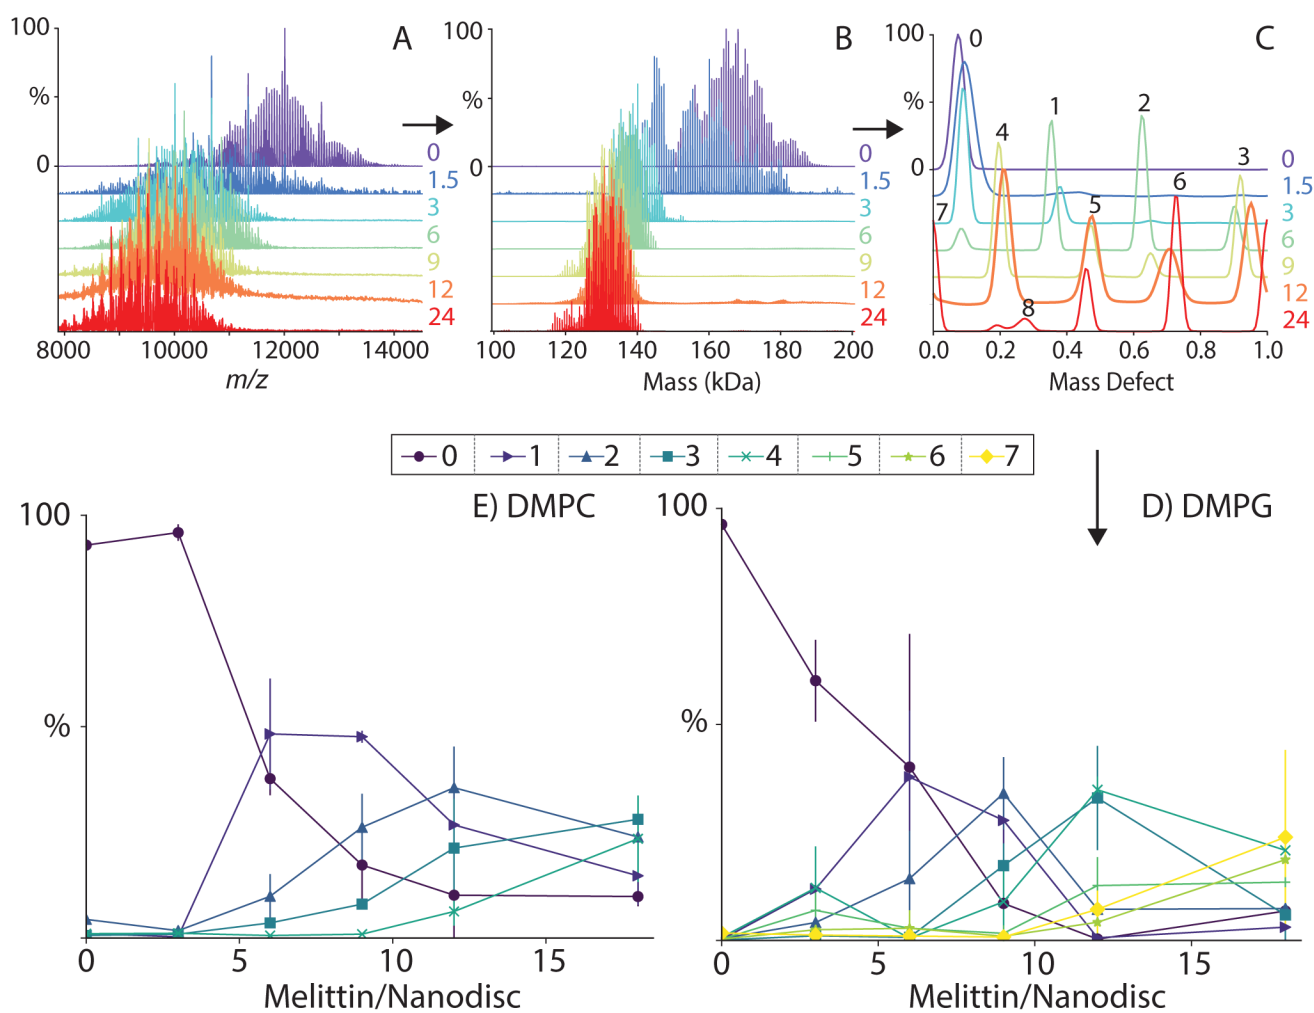 100
%
0
A
0
1.5
3
6
9
12
24
8000 10000 12000 14000
m/z
100
%
0
B
0
1.5
3
6
9
12
24
100 120 140 160 180 200
Mass (kDa)
100
%
0
C
0
1
2
3
4
5
6
7
8
0
1.5
3
6
9
12
24
0.0 0.2 0.4 0.6 0.8 1.0
Mass Defect
0 1 2 3 4 5 6 7
E) DMPC
100
%
0 5 10 15
Melittin/Nanodisc
D) DMPG
100
%
0 5 10 15
Melittin/Nanodisc